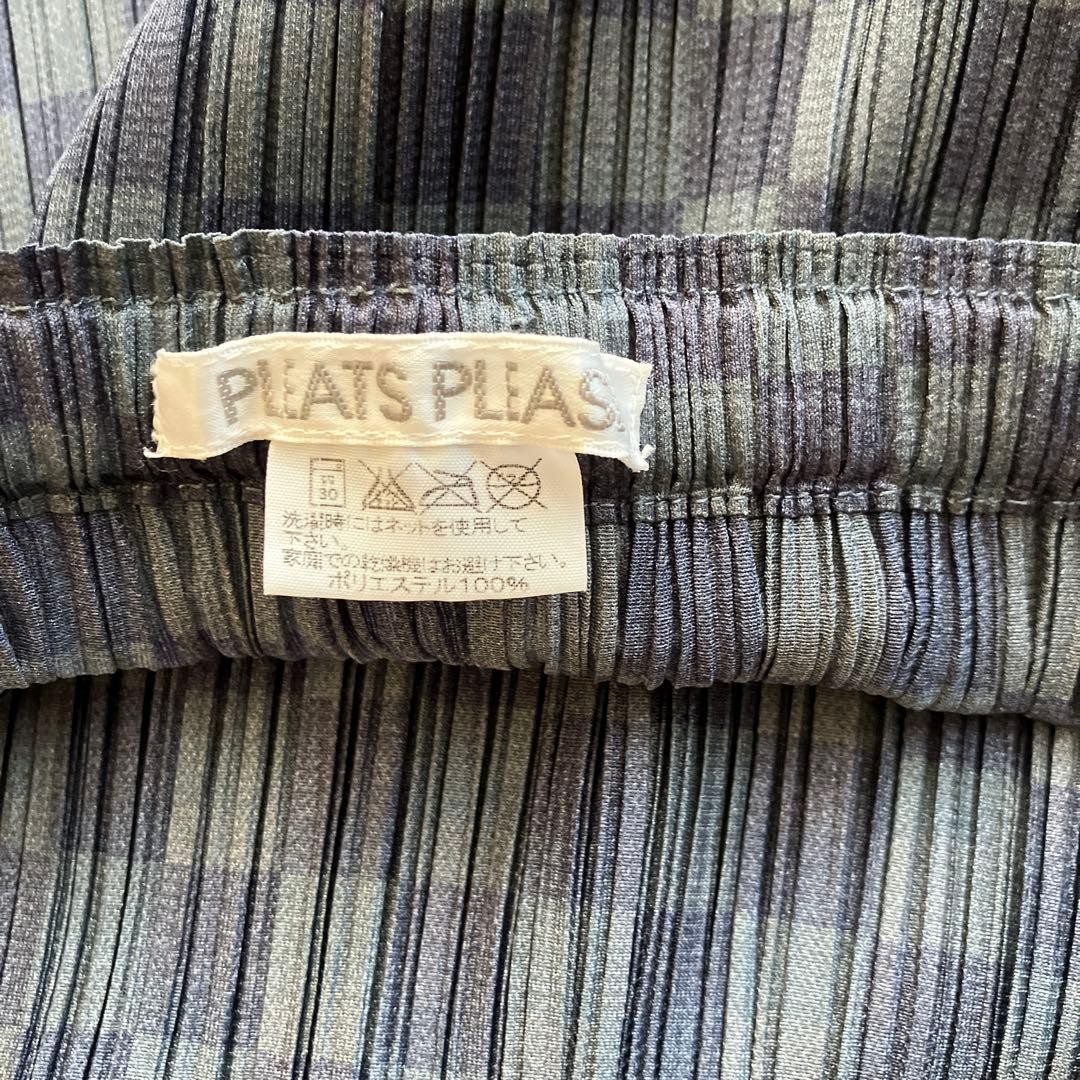 PLEATS PLEAS
30
洗濯時にはネットを使用して
下さい。
家庭での乾燥機はお避け下さい。
ポリエステル100%